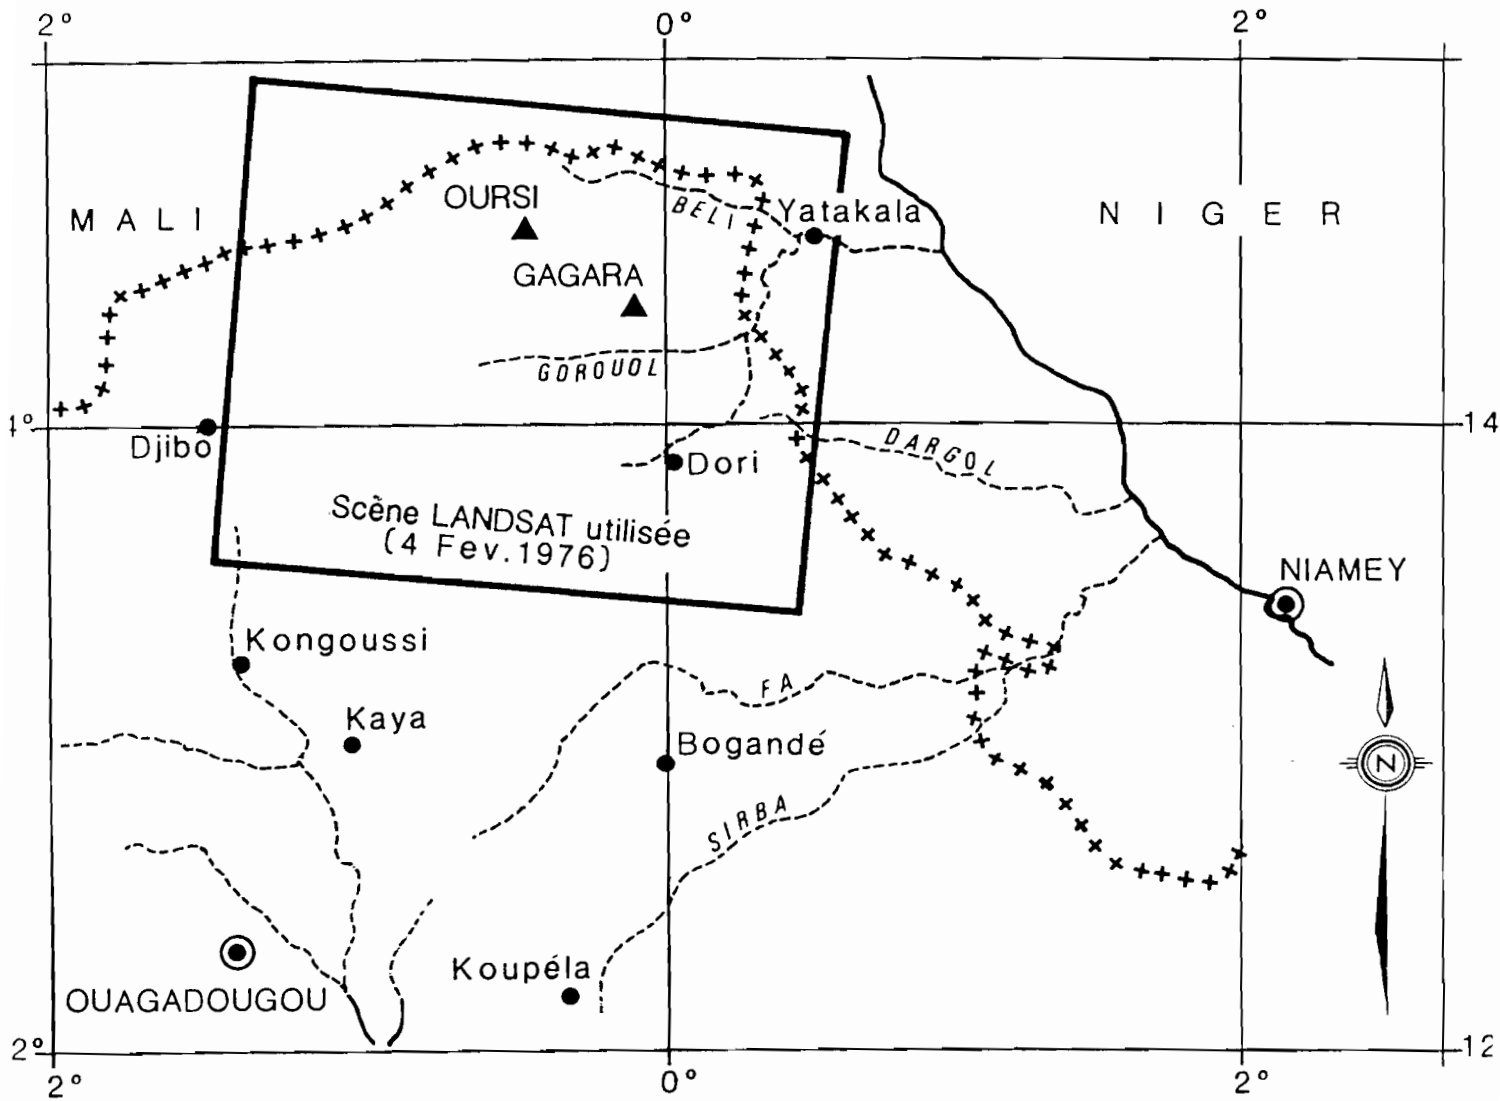 2° 0° 2°
OURSI
MALI
BELI
Yatakala
NIGER
GAGARA
GOROUOL
4° 14
Djibo
DARGOL
Dori
Scène LANDSAT utilisée
(4 Fev.1976)
NIAMEY
Kongoussi
FA
Kaya
Bogandé
N
SIRBA
Koupéla
OUAGADOUGOU
2° 12
2° 0° 2°